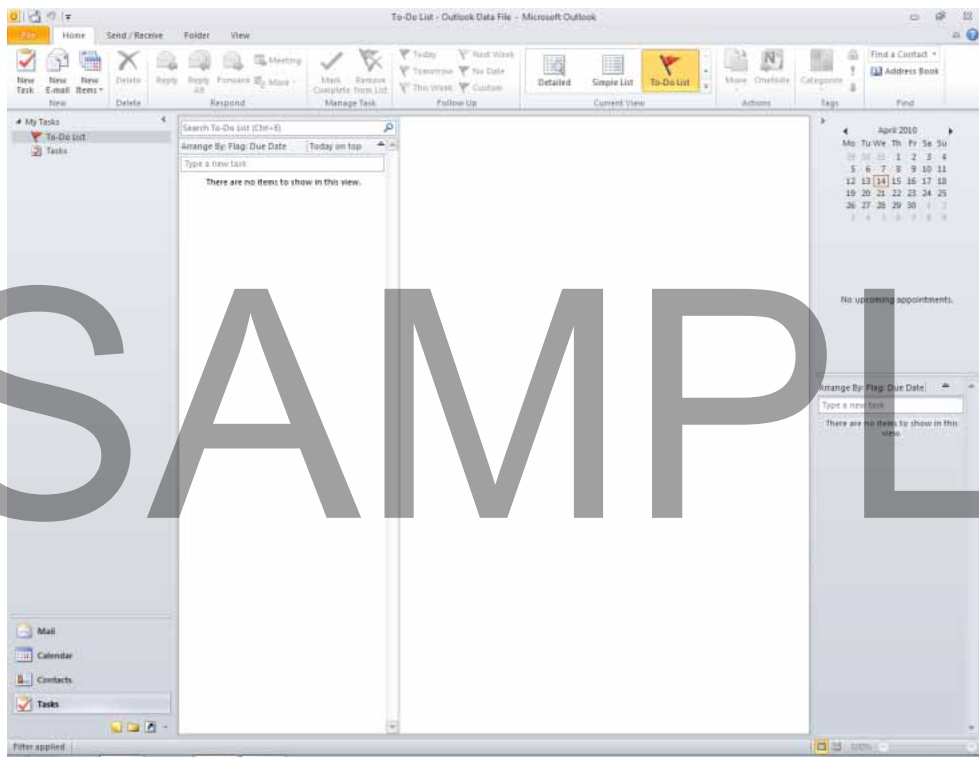 To-Do List - Outlook Data File - Microsoft Outlook
File Home Send / Receive Folder View
New Task
New E-mail
New Items
Delete
Reply
Reply All
Forward
Meeting
More
Mark Complete
Remove from List
Today
Tomorrow
This Week
Next Week
No Date
Custom
Detailed
Simple List
To-Do List
Move
OneNote
Categorize
Find a Contact
Address Book
New Delete Respond Manage Task Follow Up Current View Actions Tags Find
My Tasks
To-Do List
Tasks
Search To-Do List (Ctrl+E)
Arrange By: Flag: Due Date Today on top
Type a new task
There are no items to show in this view.
April 2010
Mo Tu We Th Fr Sa Su
29 30 31 1 2 3 4
5 6 7 8 9 10 11
12 13 14 15 16 17 18
19 20 21 22 23 24 25
26 27 28 29 30 1 2
3 4 5 6 7 8 9
No upcoming appointments.
SAMPL
Arrange By: Flag: Due Date
Type a new task
There are no items to show in this
view.
Mail
Calendar
Contacts
Tasks
Filter applied
100%